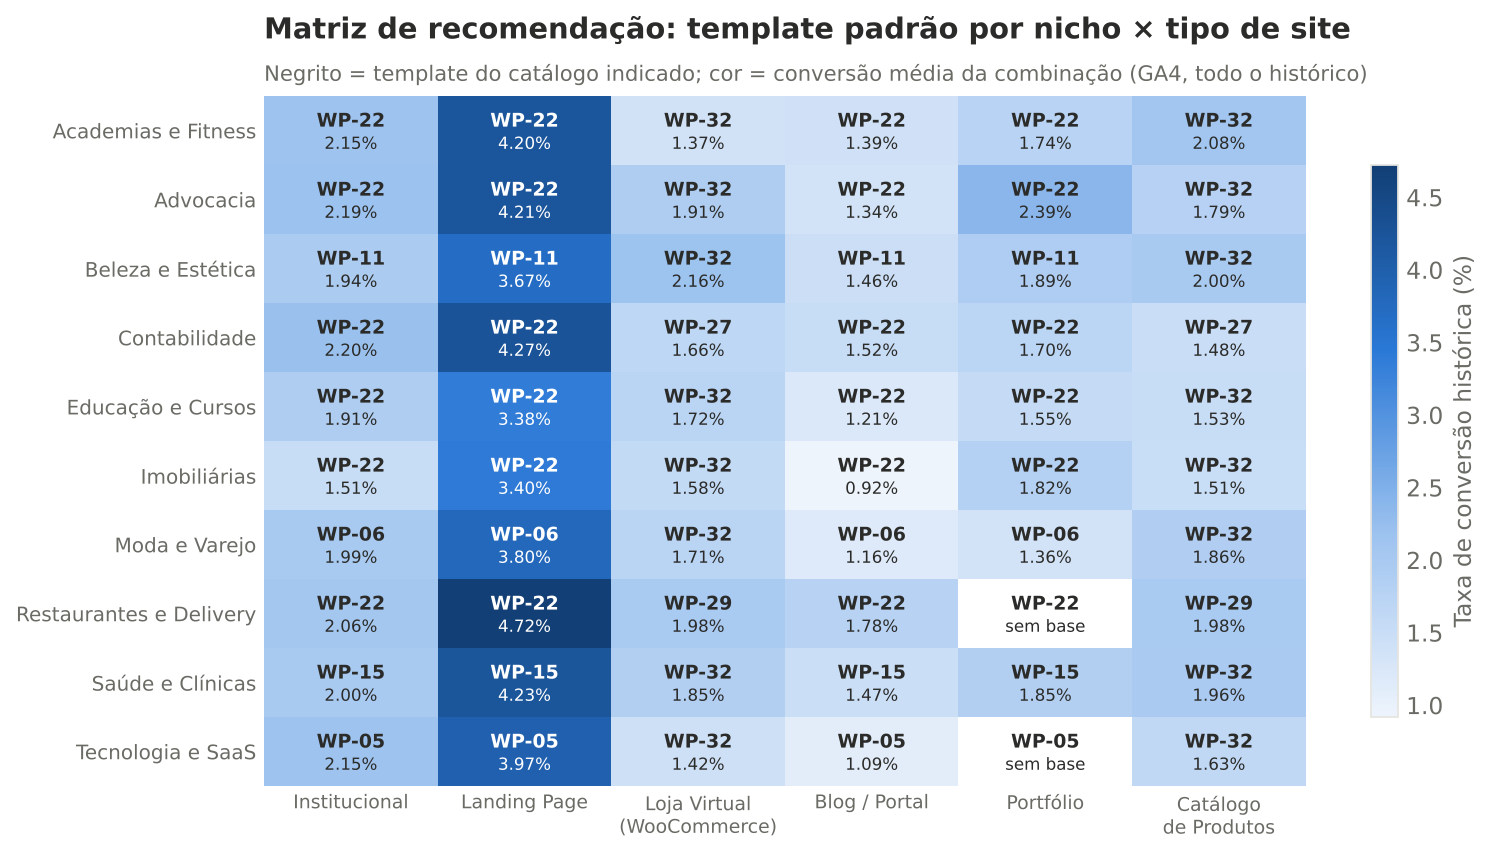 Matriz de recomendação: template padrão por nicho × tipo de site
Negrito = template do catálogo indicado; cor = conversão média da combinação (GA4, todo o histórico)
Academias e Fitness WP-22 WP-22 WP-32 WP-22 WP-22 WP-32
2.15% 4.20% 1.37% 1.39% 1.74% 2.08%
Advocacia WP-22 WP-22 WP-32 WP-22 WP-22 WP-32
2.19% 4.21% 1.91% 1.34% 2.39% 1.79%
Beleza e Estética WP-11 WP-11 WP-32 WP-11 WP-11 WP-32
1.94% 3.67% 2.16% 1.46% 1.89% 2.00%
Contabilidade WP-22 WP-22 WP-27 WP-22 WP-22 WP-27
2.20% 4.27% 1.66% 1.52% 1.70% 1.48%
Educação e Cursos WP-22 WP-22 WP-32 WP-22 WP-22 WP-32
1.91% 3.38% 1.72% 1.21% 1.55% 1.53%
Imobiliárias WP-22 WP-22 WP-32 WP-22 WP-22 WP-32
1.51% 3.40% 1.58% 0.92% 1.82% 1.51%
Moda e Varejo WP-06 WP-06 WP-32 WP-06 WP-06 WP-32
1.99% 3.80% 1.71% 1.16% 1.36% 1.86%
Restaurantes e Delivery WP-22 WP-22 WP-29 WP-22 WP-22 WP-29
2.06% 4.72% 1.98% 1.78% sem base 1.98%
Saúde e Clínicas WP-15 WP-15 WP-32 WP-15 WP-15 WP-32
2.00% 4.23% 1.85% 1.47% 1.85% 1.96%
Tecnologia e SaaS WP-05 WP-05 WP-32 WP-05 WP-05 WP-32
2.15% 3.97% 1.42% 1.09% sem base 1.63%
Institucional Landing Page Loja Virtual Blog / Portal Portfólio Catálogo
(WooCommerce) de Produtos
4.5
4.0
3.5
3.0
2.5
2.0
1.5
1.0
Taxa de conversão histórica (%)